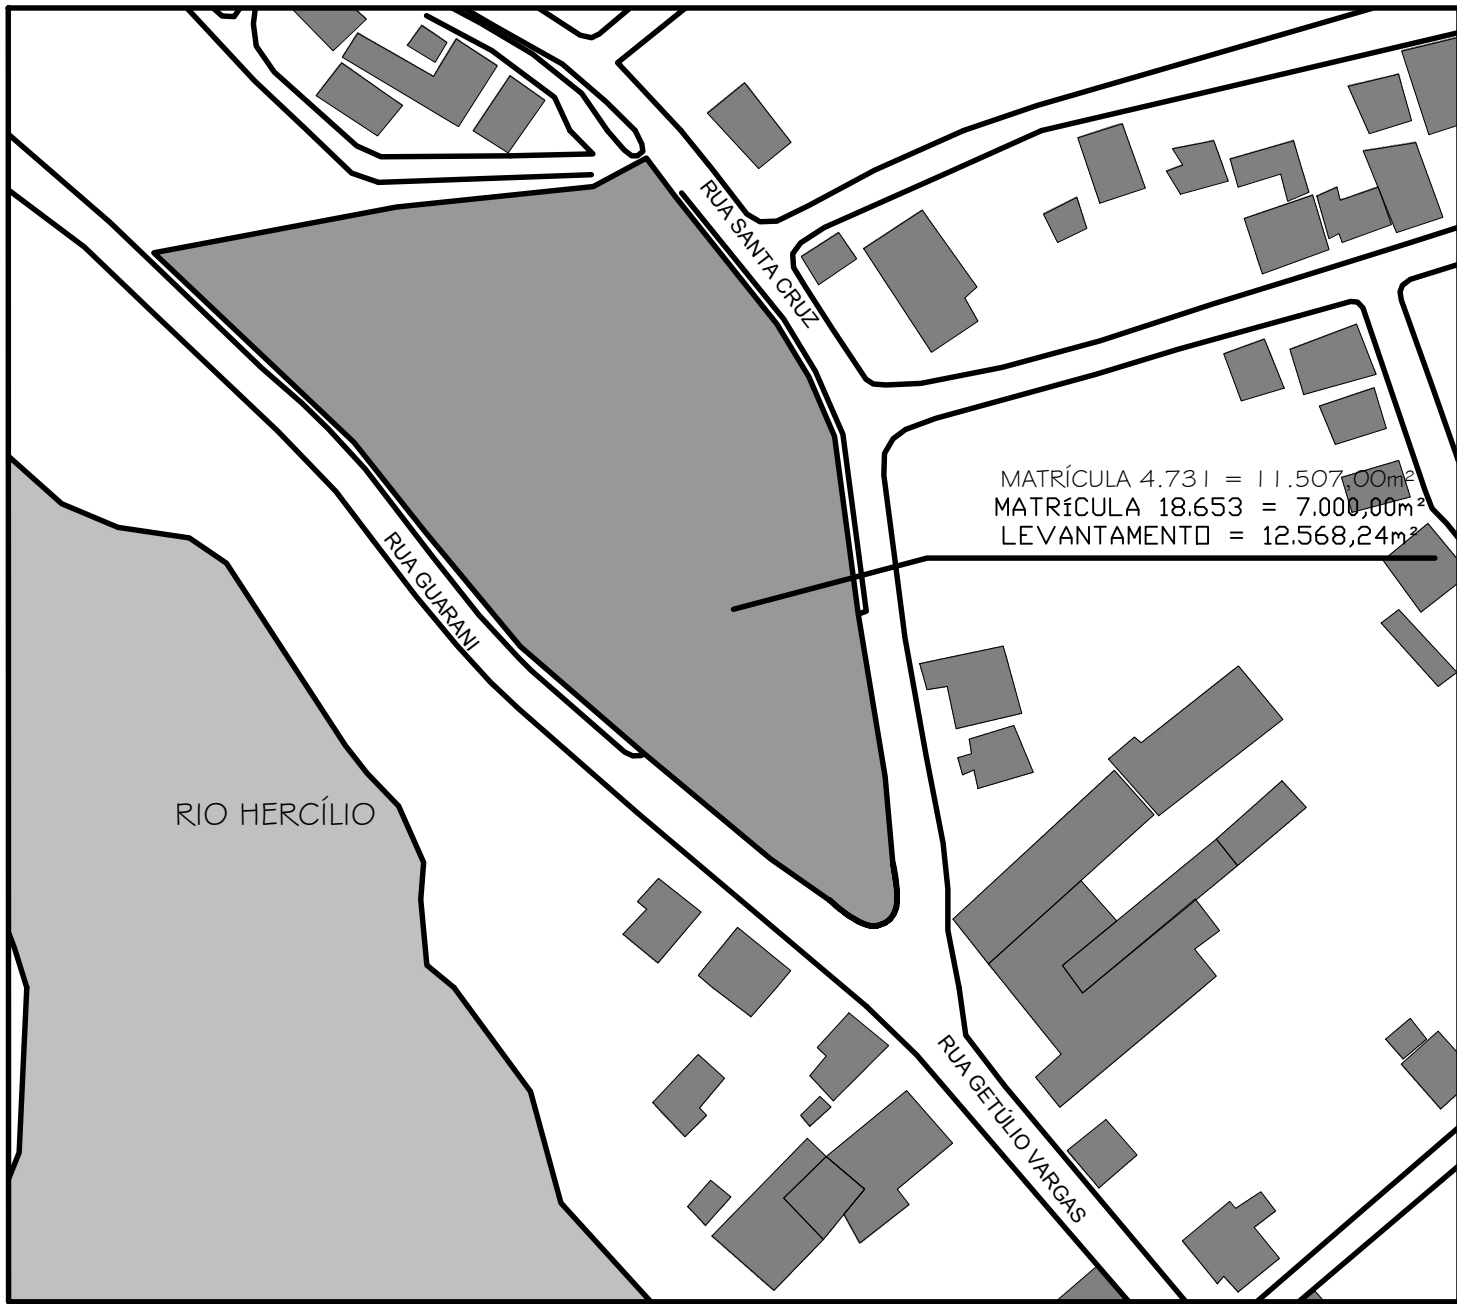 RUA SANTA CRUZ
MATRÍCULA 4.731 = 11.507,00m²
MATRíCULA 18.653 = 7.000,00m²
LEVANTAMENTO = 12.568,24m²
RUA GUARANI
RIO HERCÍLIO
RUA GETÚLIO VARGAS